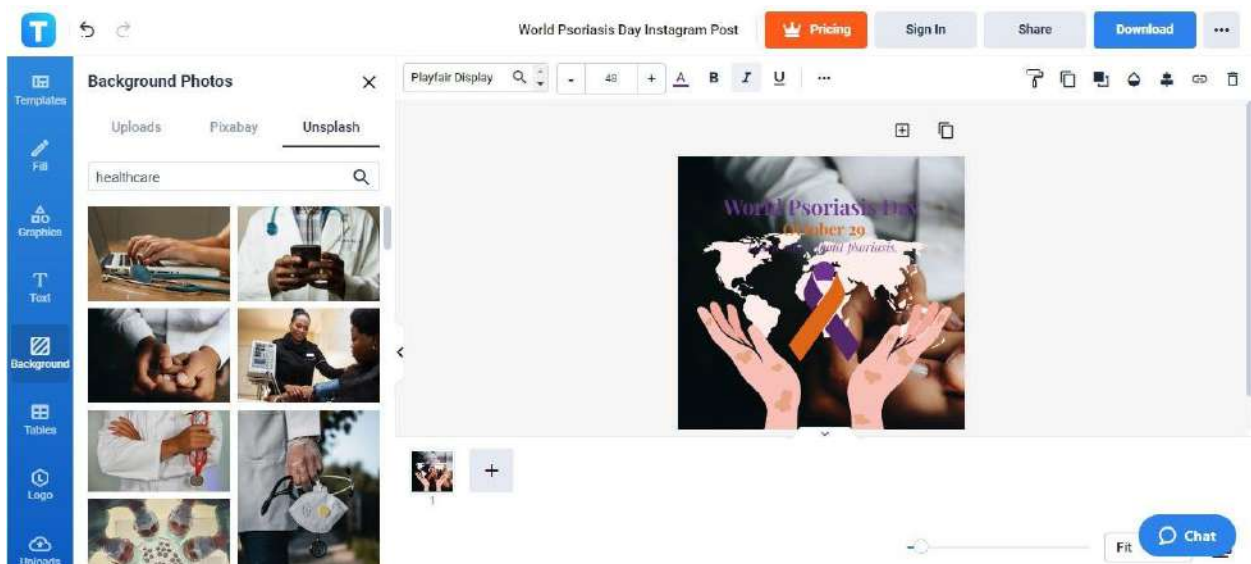 T
World Psoriasis Day Instagram Post
Pricing
Sign In
Share
Download
Templates
Fill
Graphics
Text
Background
Tables
Logo
Uploads
Background Photos
Uploads Pixabay Unsplash
healthcare
Playfair Display - 48 + A B I U
World Psoriasis Day
October 29
psoriasis.
1
Fit
Chat